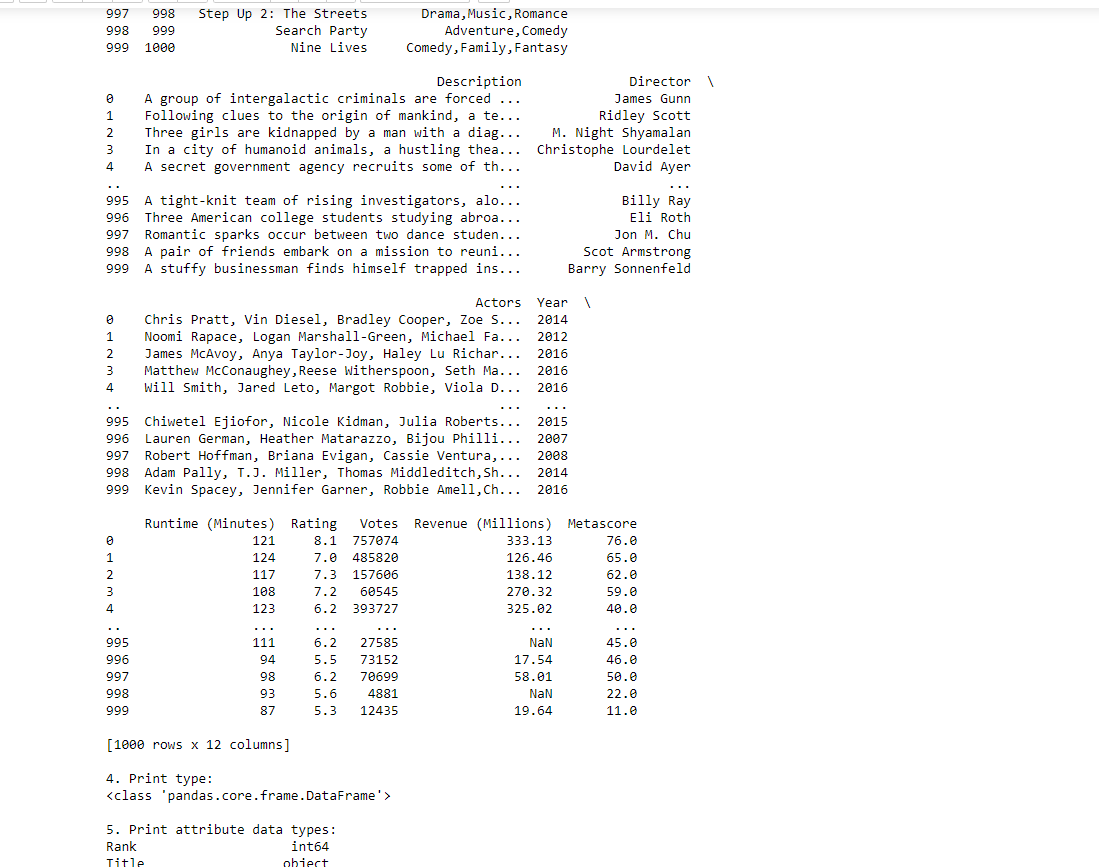 997   998   Step Up 2: The Streets       Drama,Music,Romance
998   999             Search Party          Adventure,Comedy
999  1000               Nine Lives     Comedy,Family,Fantasy
                                           Description              Director  \
0    A group of intergalactic criminals are forced ...            James Gunn
1    Following clues to the origin of mankind, a te...          Ridley Scott
2    Three girls are kidnapped by a man with a diag...    M. Night Shyamalan
3    In a city of humanoid animals, a hustling thea...  Christophe Lourdelet
4    A secret government agency recruits some of th...            David Ayer
..                                                 ...                   ...
995  A tight-knit team of rising investigators, alo...             Billy Ray
996  Three American college students studying abroa...              Eli Roth
997  Romantic sparks occur between two dance studen...            Jon M. Chu
998  A pair of friends embark on a mission to reuni...        Scot Armstrong
999  A stuffy businessman finds himself trapped ins...      Barry Sonnenfeld
                                                Actors  Year  \
0    Chris Pratt, Vin Diesel, Bradley Cooper, Zoe S...  2014
1    Noomi Rapace, Logan Marshall-Green, Michael Fa...  2012
2    James McAvoy, Anya Taylor-Joy, Haley Lu Richar...  2016
3    Matthew McConaughey,Reese Witherspoon, Seth Ma...  2016
4    Will Smith, Jared Leto, Margot Robbie, Viola D...  2016
..                                                 ...   ...
995  Chiwetel Ejiofor, Nicole Kidman, Julia Roberts...  2015
996  Lauren German, Heather Matarazzo, Bijou Philli...  2007
997  Robert Hoffman, Briana Evigan, Cassie Ventura,...  2008
998  Adam Pally, T.J. Miller, Thomas Middleditch,Sh...  2014
999  Kevin Spacey, Jennifer Garner, Robbie Amell,Ch...  2016
     Runtime (Minutes)  Rating   Votes  Revenue (Millions)  Metascore
0                  121     8.1  757074              333.13       76.0
1                  124     7.0  485820              126.46       65.0
2                  117     7.3  157606              138.12       62.0
3                  108     7.2   60545              270.32       59.0
4                  123     6.2  393727              325.02       40.0
..                 ...     ...     ...                 ...        ...
995                111     6.2   27585                 NaN       45.0
996                 94     5.5   73152               17.54       46.0
997                 98     6.2   70699               58.01       50.0
998                 93     5.6    4881                 NaN       22.0
999                 87     5.3   12435               19.64       11.0
[1000 rows x 12 columns]
4. Print type:
<class 'pandas.core.frame.DataFrame'>
5. Print attribute data types:
Rank                    int64
Title                  object